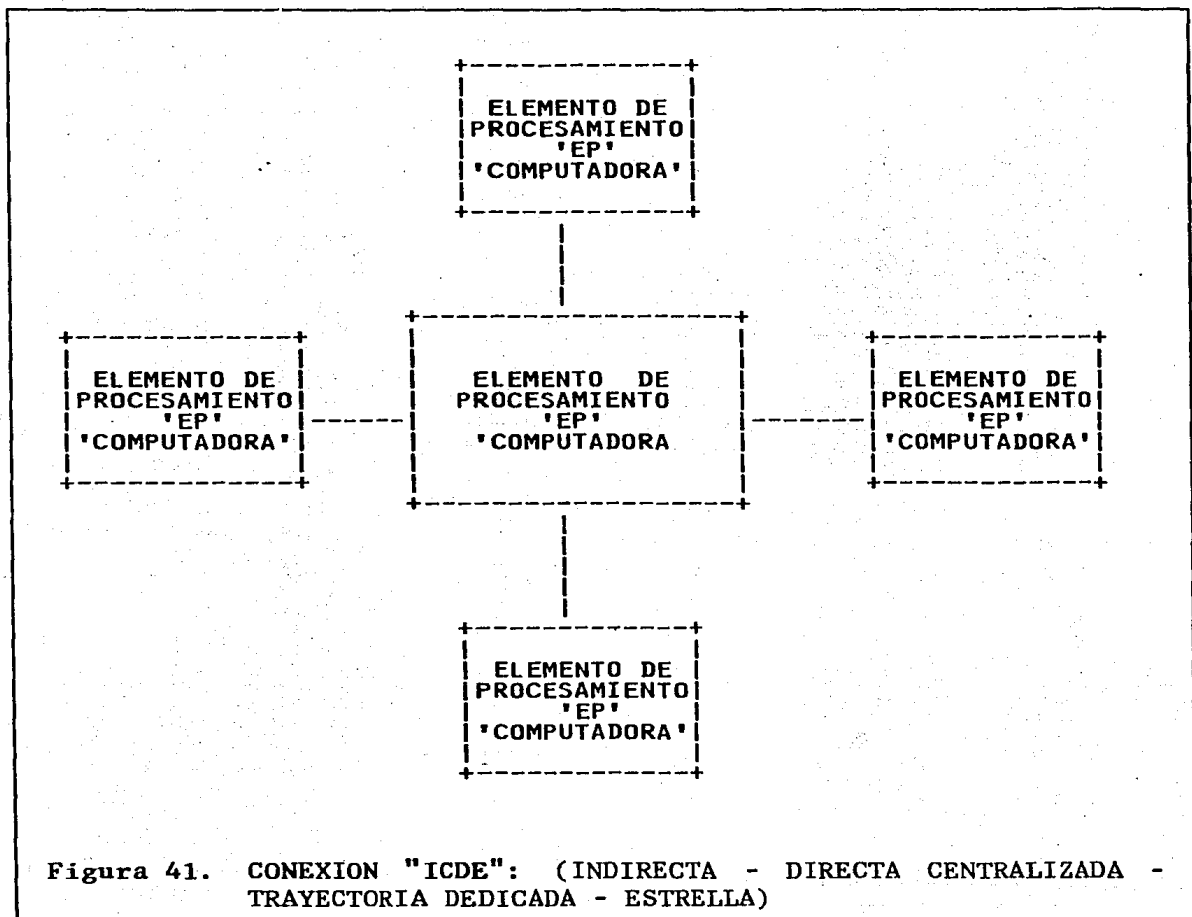 ELEMENTO DE
PROCESAMIENTO
'EP'
'COMPUTADORA'
ELEMENTO DE
PROCESAMIENTO
'EP'
'COMPUTADORA'
ELEMENTO DE
PROCESAMIENTO
'EP'
'COMPUTADORA
ELEMENTO DE
PROCESAMIENTO
'EP'
'COMPUTADORA'
ELEMENTO DE
PROCESAMIENTO
'EP'
'COMPUTADORA'
Figura 41. CONEXION "ICDE": (INDIRECTA - DIRECTA CENTRALIZADA -
TRAYECTORIA DEDICADA - ESTRELLA)